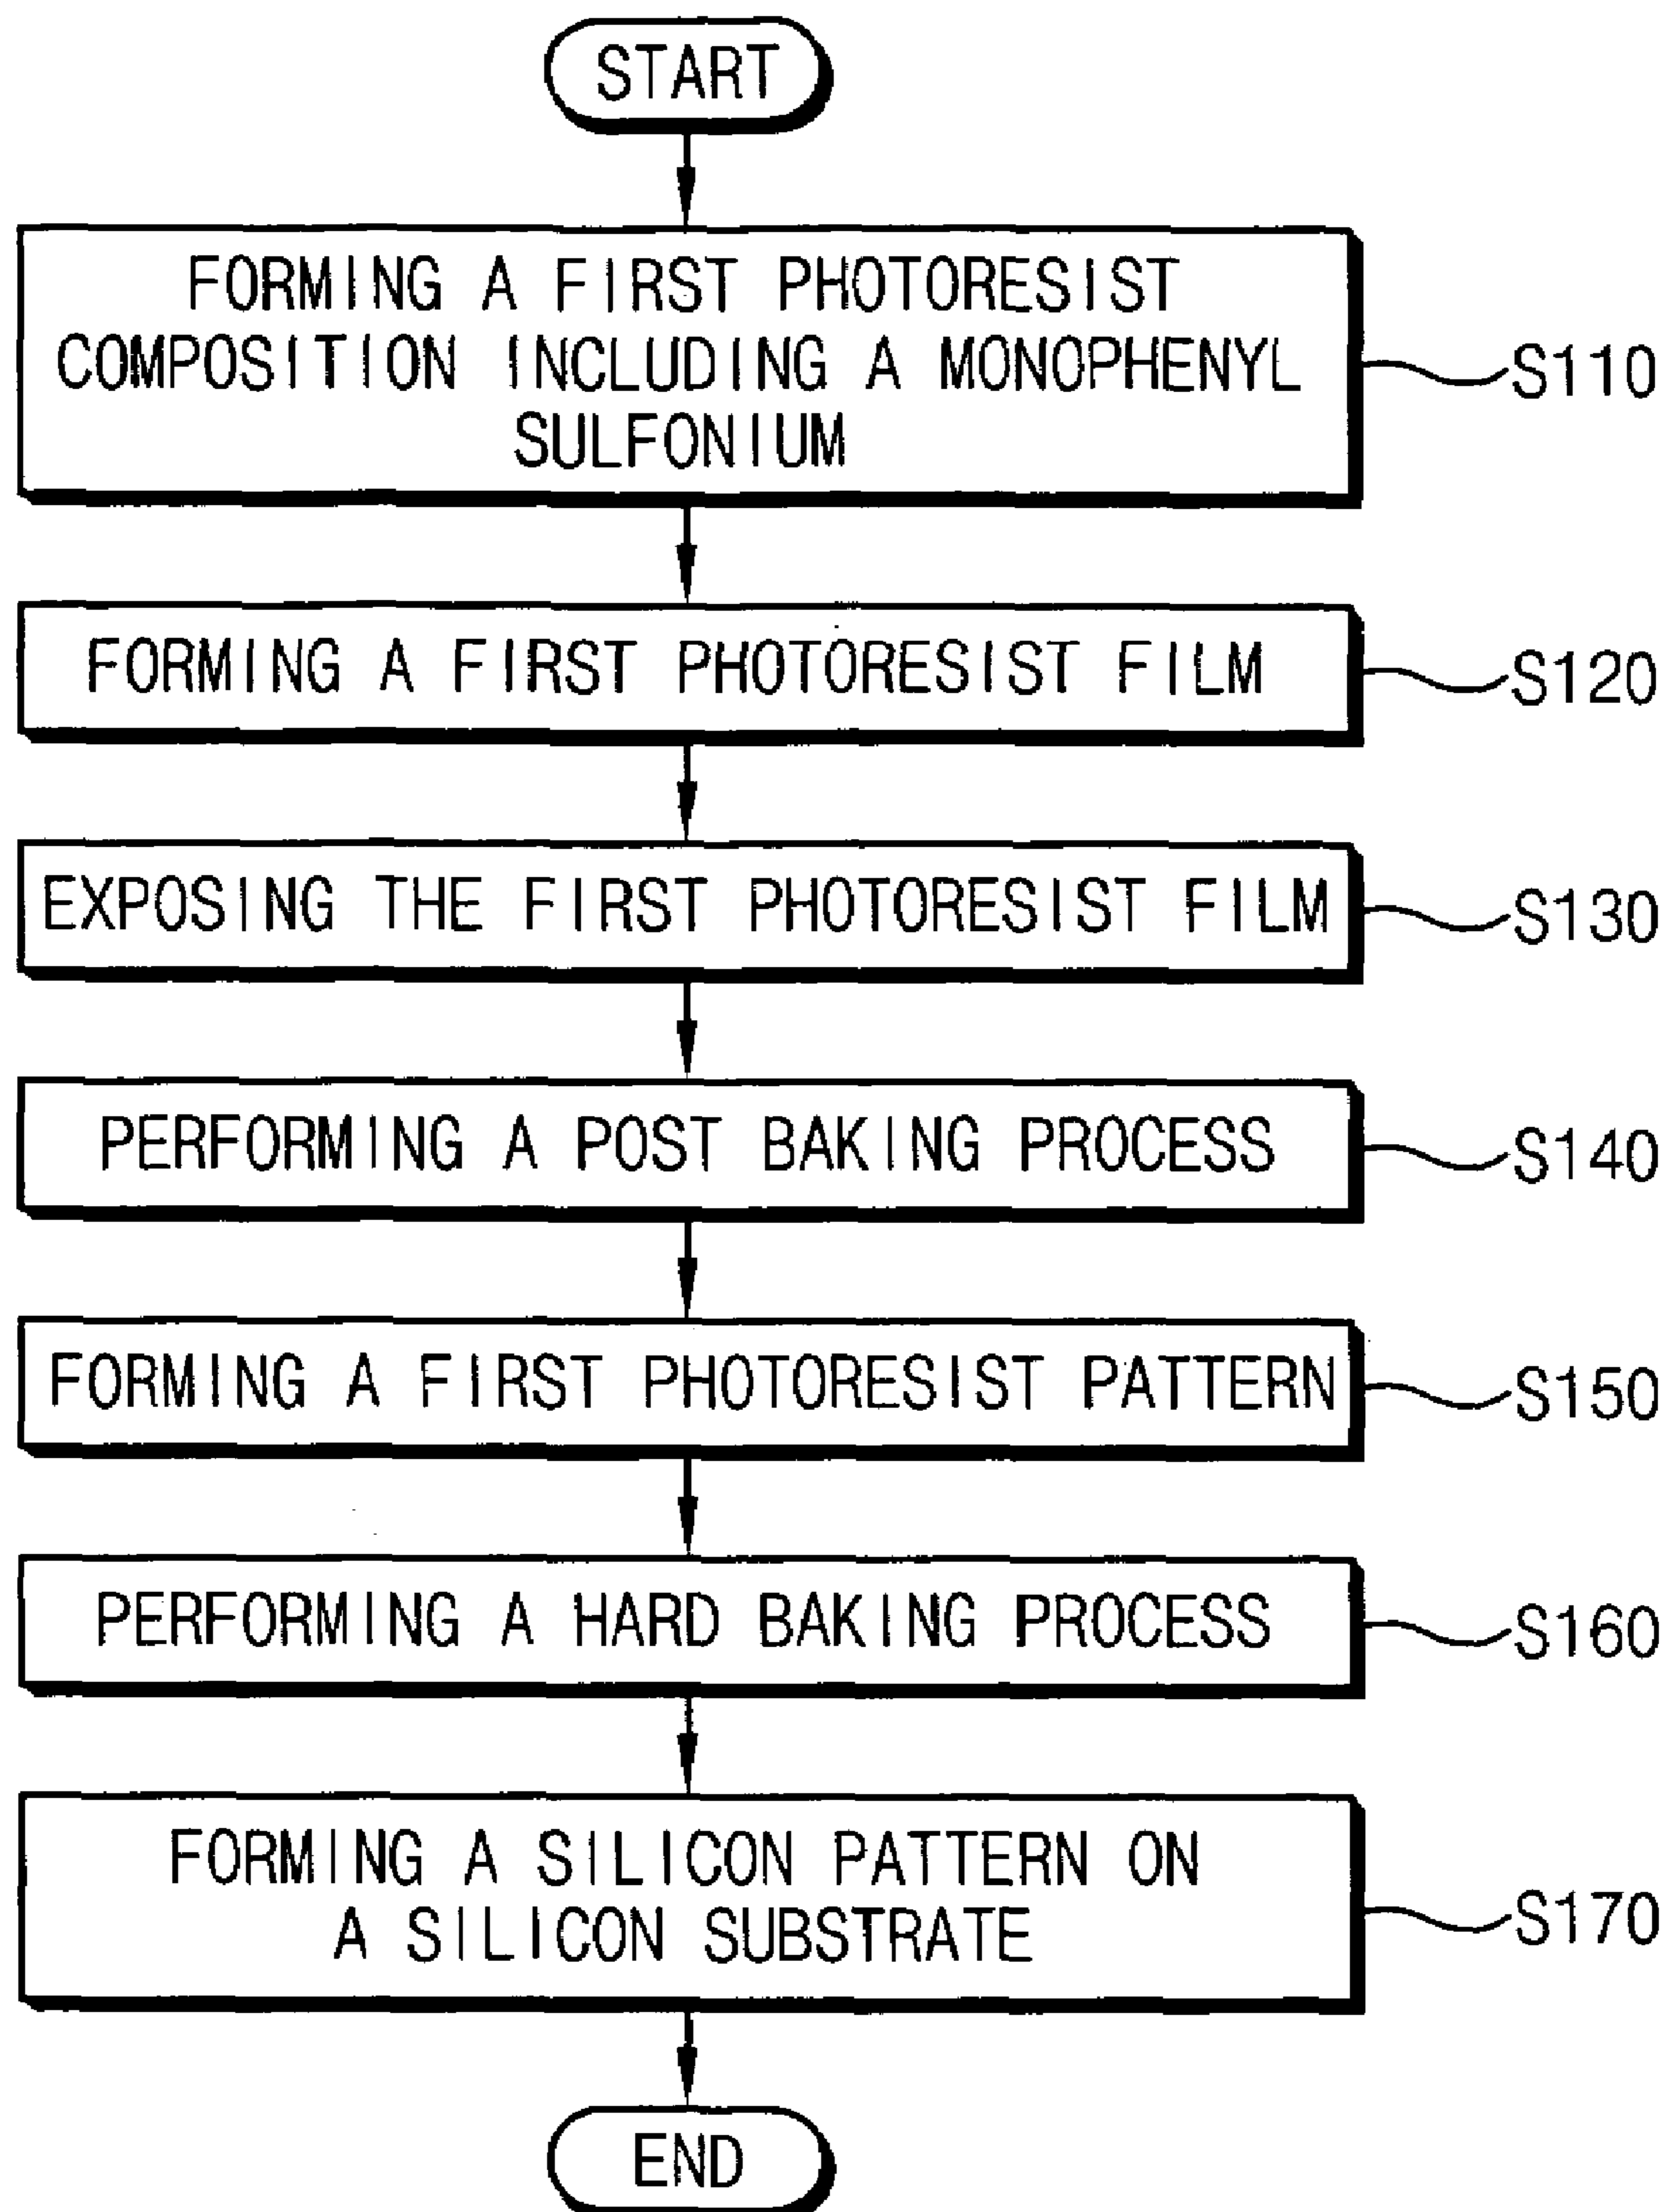 START
FORMING A FIRST PHOTORESIST
COMPOSITION INCLUDING A MONOPHENYL
SULFONIUM
S110
FORMING A FIRST PHOTORESIST FILM
S120
EXPOSING THE FIRST PHOTORESIST FILM
S130
PERFORMING A POST BAKING PROCESS
S140
FORMING A FIRST PHOTORESIST PATTERN
S150
PERFORMING A HARD BAKING PROCESS
S160
FORMING A SILICON PATTERN ON
A SILICON SUBSTRATE
S170
END